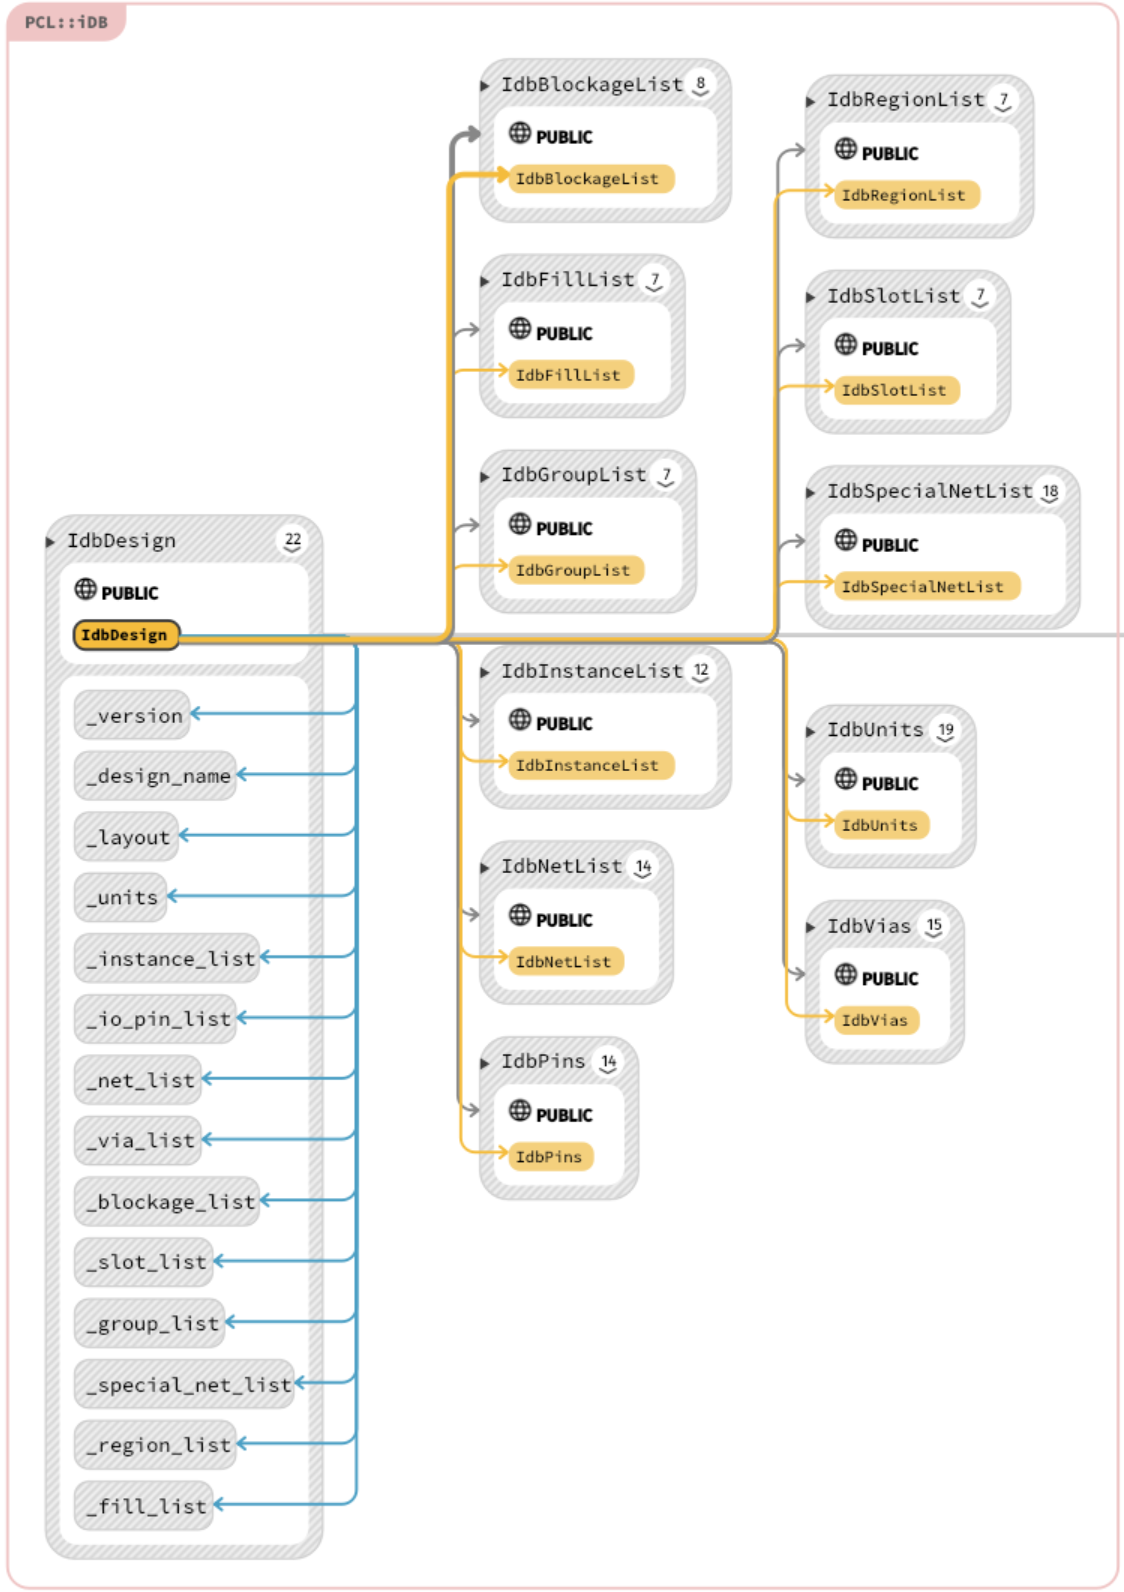 PCL::iDB
IdbDesign 22
PUBLIC
IdbDesign
_version
_design_name
_layout
_units
_instance_list
_io_pin_list
_net_list
_via_list
_blockage_list
_slot_list
_group_list
_special_net_list
_region_list
_fill_list
IdbBlockageList 8
PUBLIC
IdbBlockageList
IdbFillList 7
PUBLIC
IdbFillList
IdbGroupList 7
PUBLIC
IdbGroupList
IdbInstanceList 12
PUBLIC
IdbInstanceList
IdbNetList 14
PUBLIC
IdbNetList
IdbPins 14
PUBLIC
IdbPins
IdbRegionList 7
PUBLIC
IdbRegionList
IdbSlotList 7
PUBLIC
IdbSlotList
IdbSpecialNetList 18
PUBLIC
IdbSpecialNetList
IdbUnits 19
PUBLIC
IdbUnits
IdbVias 15
PUBLIC
IdbVias